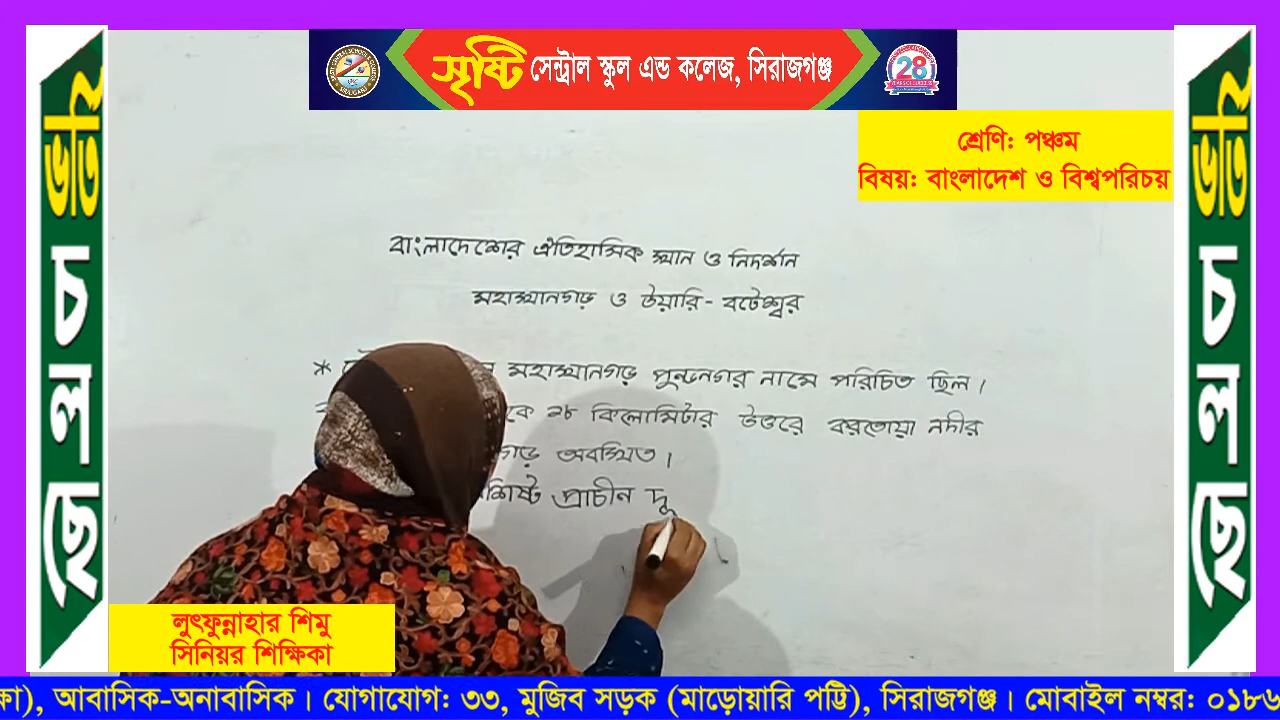 সৃষ্টি সেন্ট্রাল স্কুল এন্ড কলেজ, সিরাজগঞ্জ
28
শ্রেণি: পঞ্চম
বিষয়: বাংলাদেশ ও বিশ্বপরিচয়
ভর্তি চলছে
ভর্তি চলছে
বাংলাদেশের ঐতিহাসিক স্থান ও নিদর্শন
মহাস্থানগড় ও উয়ারি-বটেশ্বর
* মহাস্থানগড় পুন্ড্রনগর নামে পরিচিত ছিল।
কে ১৮ কিলোমিটার উত্তরে করতোয়া নদীর
গড় অবস্থিত।
প্রাচীন দু
লুৎফুন্নাহার শিমু
সিনিয়র শিক্ষিকা
কা), আবাসিক-অনাবাসিক। যোগাযোগ: ৩৩, মুজিব সড়ক (মাড়োয়ারি পট্টি), সিরাজগঞ্জ। মোবাইল নম্বর: ০১৮৬